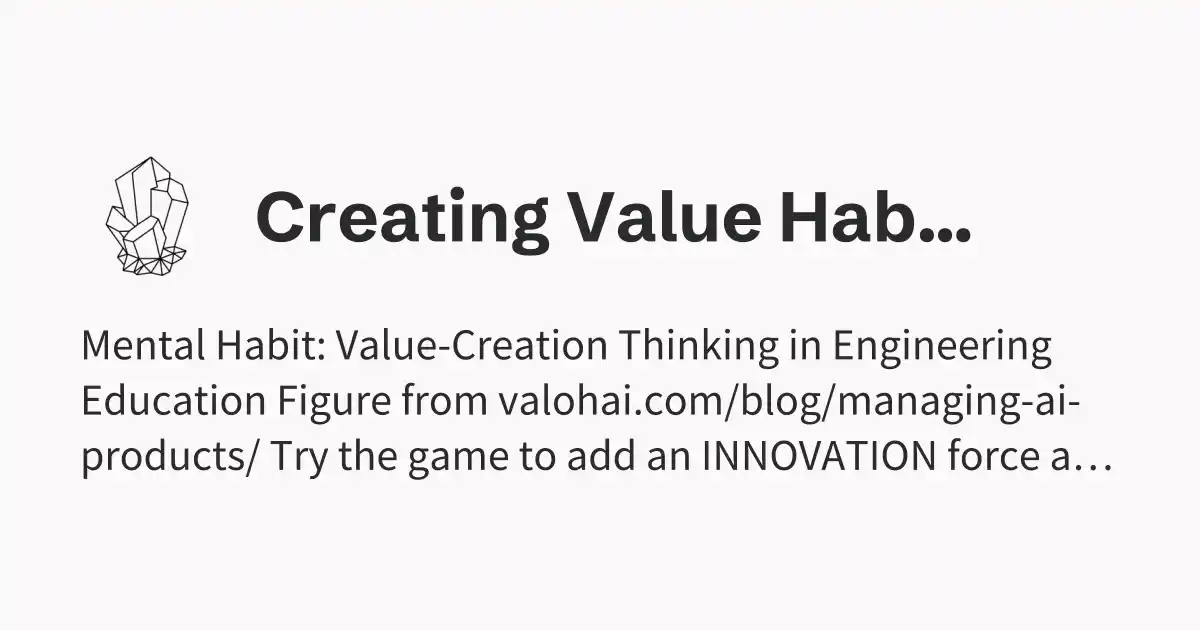 Creating Value Hab...
Mental Habit: Value-Creation Thinking in Engineering
Education Figure from valohai.com/blog/managing-ai-
products/ Try the game to add an INNOVATION force a...